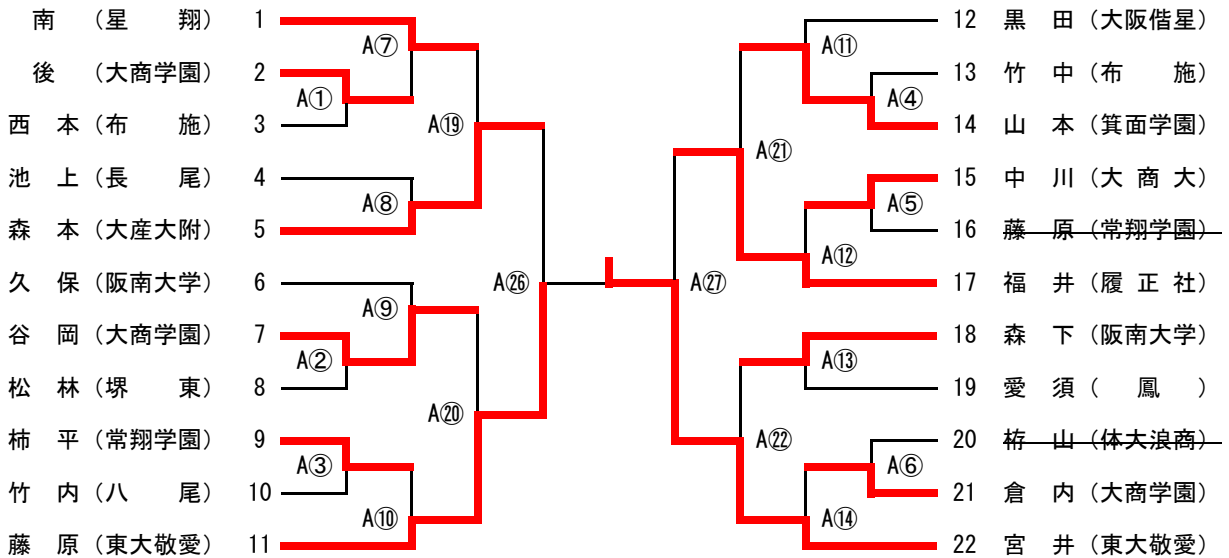 南（星　　翔） 1
後（大商学園） 2
西　本（布　　施） 3
池　上（長　　尾） 4
森　本（大産大附） 5
久　保（阪南大学） 6
谷　岡（大商学園） 7
松　林（堺　　東） 8
柿　平（常翔学園） 9
竹　内（八　　尾） 10
藤　原（東大敬愛） 11
A①
A②
A③
A⑦
A⑧
A⑨
A⑩
A⑲
A⑳
A㉖
A㉗
A㉑
A㉒
A⑪
A⑫
A⑬
A⑭
A④
A⑤
A⑥
12 黒　田（大阪偕星）
13 竹　中（布　　施）
14 山　本（箕面学園）
15 中　川（大 商 大）
16 藤　原（常翔学園）
17 福　井（履 正 社）
18 森　下（阪南大学）
19 愛　須（　鳳　）
20 栫　山（体大浪商）
21 倉　内（大商学園）
22 宮　井（東大敬愛）